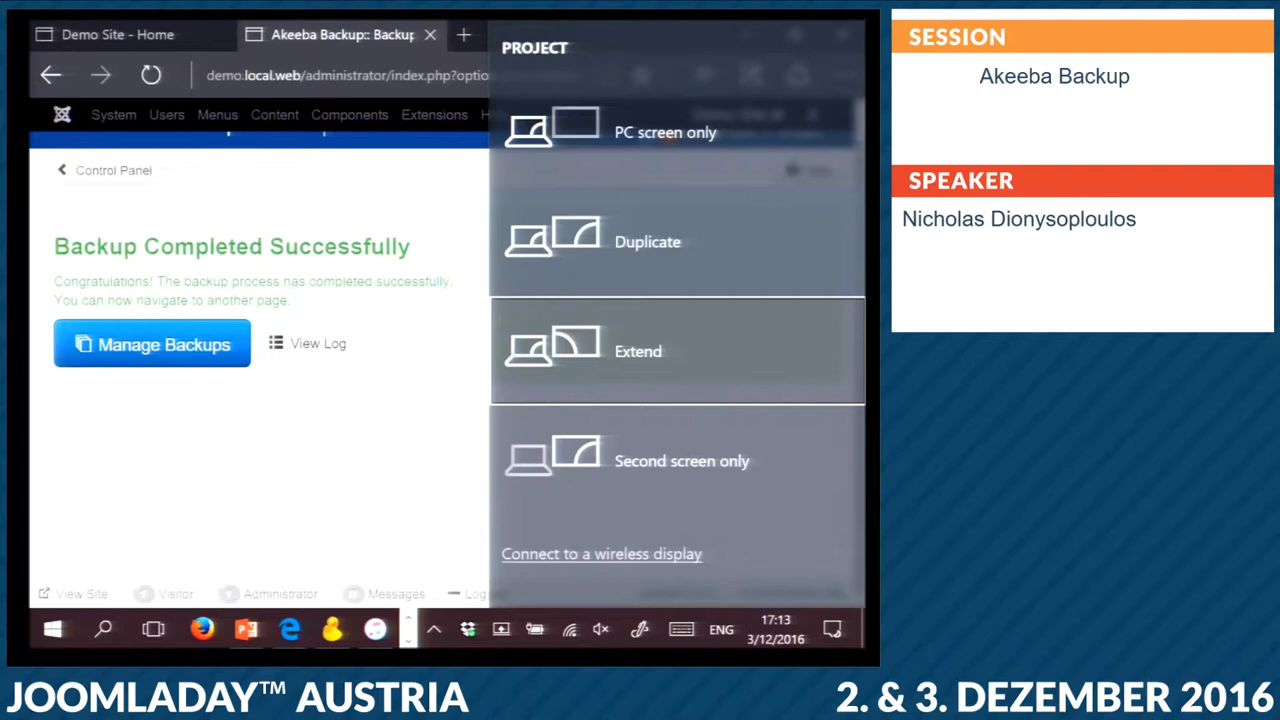 Demo Site - Home
Akeeba Backup:: Backup
demo.local.web/administrator/index.php?optio
System
Users
Menus
Content
Components
Extensions
H
Control Panel
Backup Completed Successfully
Congratulations! The backup process has completed successfully.
You can now navigate to another page.
Manage Backups
View Log
View Site
Visitor
Administrator
Messages
Log
PROJECT
PC screen only
Duplicate
Extend
Second screen only
Connect to a wireless display
ENG
17:13
3/12/2016
SESSION
Akeeba Backup
SPEAKER
Nicholas Dionysoploulos
JOOMLADAY™ AUSTRIA
2. & 3. DEZEMBER 2016